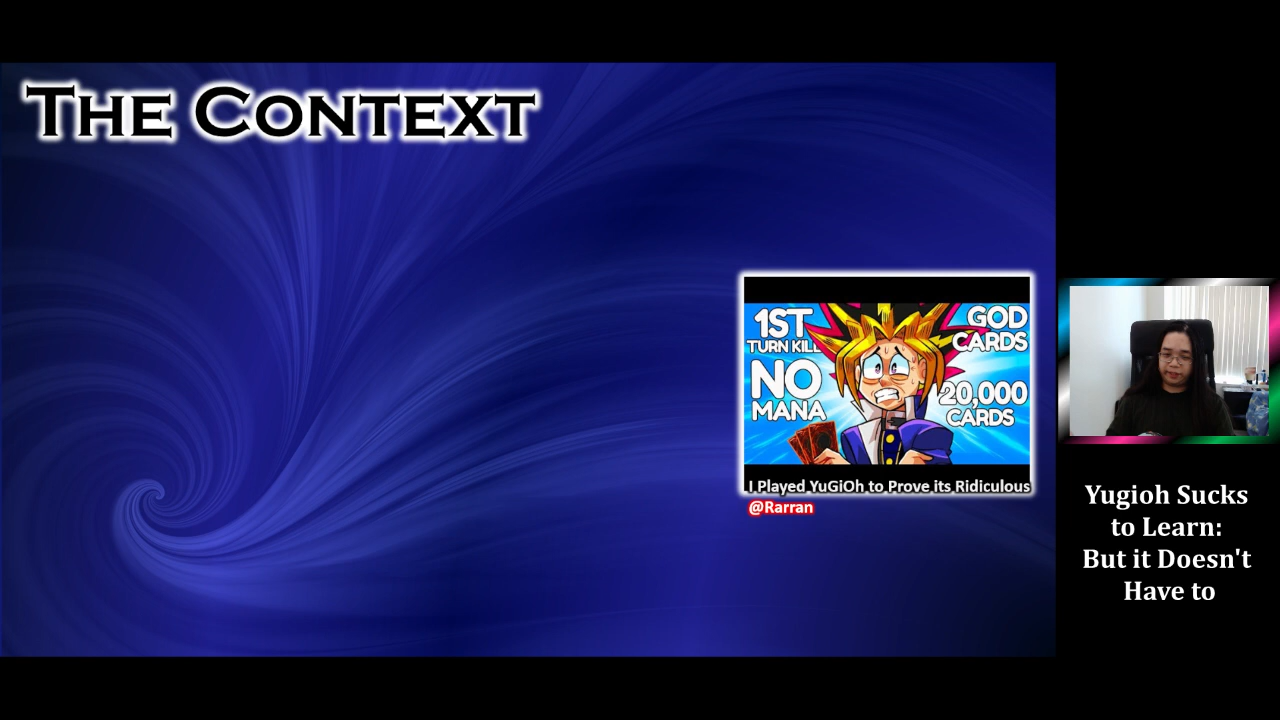 THE CONTEXT
1ST
TURN KILL
NO
MANA
GOD
CARDS
20,000
CARDS
I Played YuGiOh to Prove its Ridiculous
@Rarran
Yugioh Sucks
to Learn:
But it Doesn't
Have to